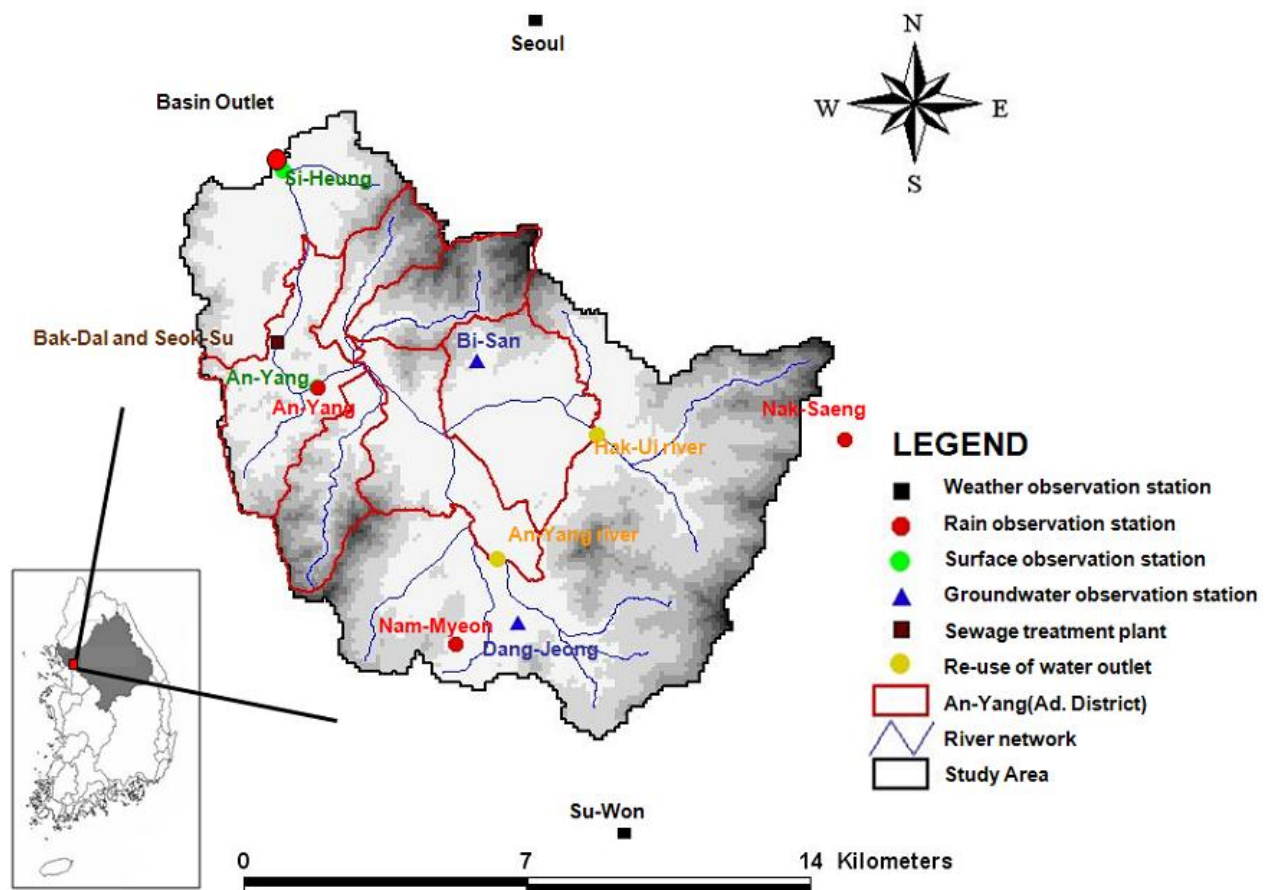 Seoul
N
W E
S
Basin Outlet
Si-Heung
Bak-Dal and Seok-Su
Bi-San
An-Yang
An-Yang
Nak-Saeng
Hak-Ui river
An-Yang river
Nam-Myeon
Dang-Jeong
LEGEND
Weather observation station
Rain observation station
Surface observation station
Groundwater observation station
Sewage treatment plant
Re-use of water outlet
An-Yang(Ad. District)
River network
Study Area
Su-Won
0 7 14 Kilometers